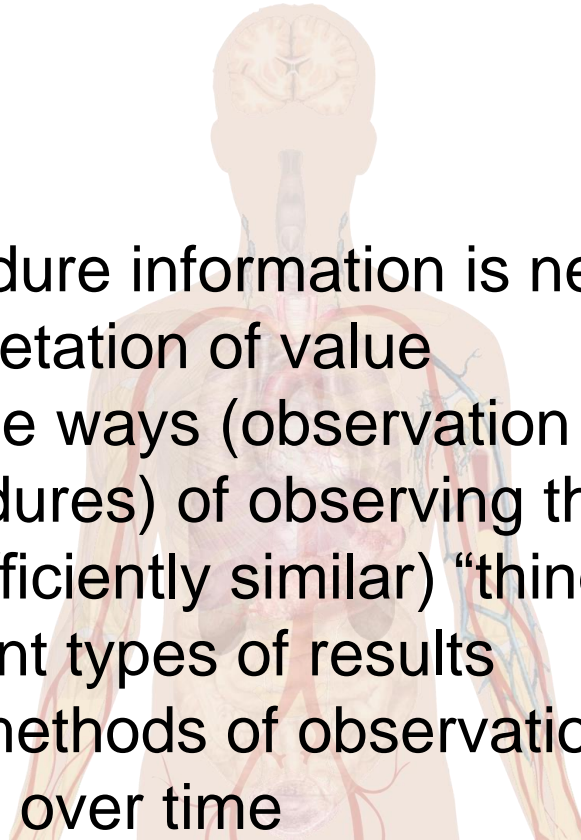 dure information is ne
etation of value
e ways (observation
dures) of observing th
ficiently similar) “thing
nt types of results
nethods of observatio
over time